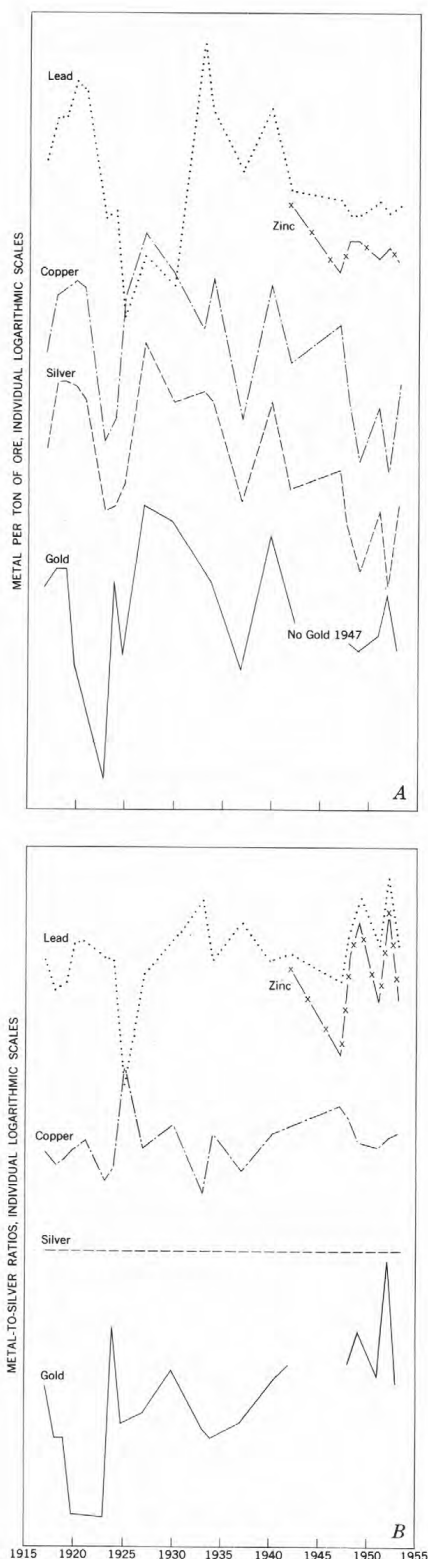 METAL PER TON OF ORE, INDIVIDUAL LOGARITHMIC SCALES
Lead
Zinc
Copper
Silver
Gold
No Gold 1947
A
METAL-TO-SILVER RATIOS, INDIVIDUAL LOGARITHMIC SCALES
Lead
Zinc
Copper
Silver
Gold
B
1915 1920 1925 1930 1935 1940 1945 1950 1955